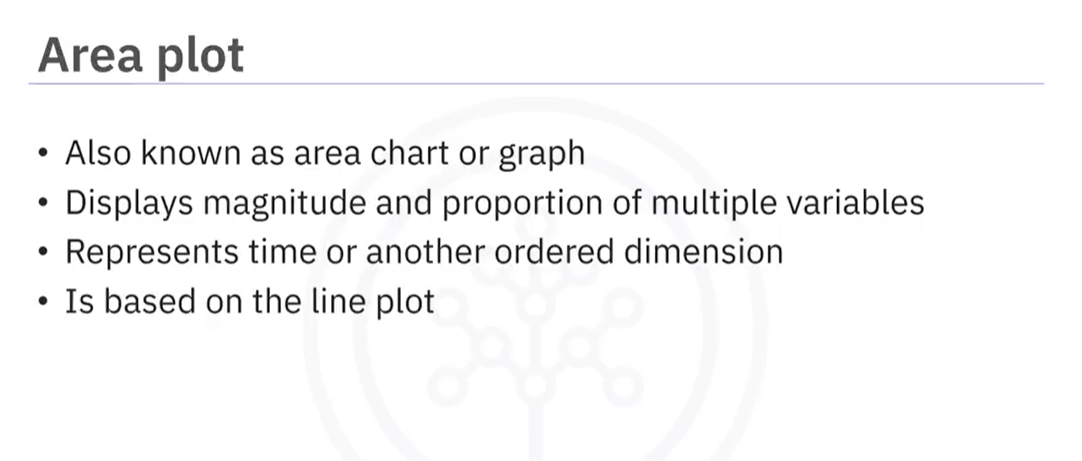 Area plot
• Also known as area chart or graph
• Displays magnitude and proportion of multiple variables
• Represents time or another ordered dimension
• Is based on the line plot